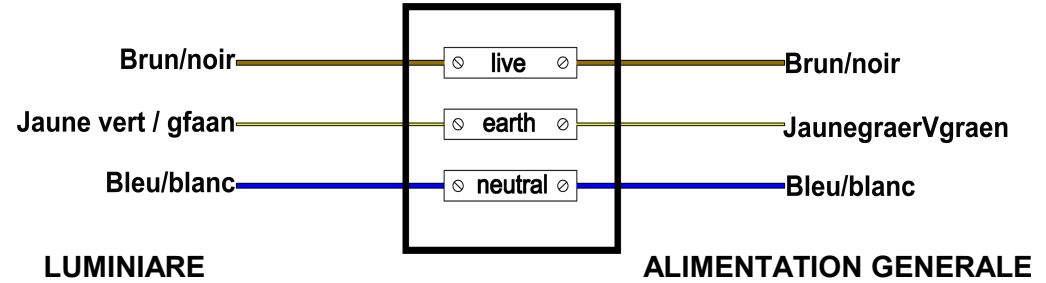 Brun/noir live Brun/noir
Jaune vert / gfaan earth JaunegraerVgraen
Bleu/blanc neutral Bleu/blanc
LUMINIARE ALIMENTATION GENERALE